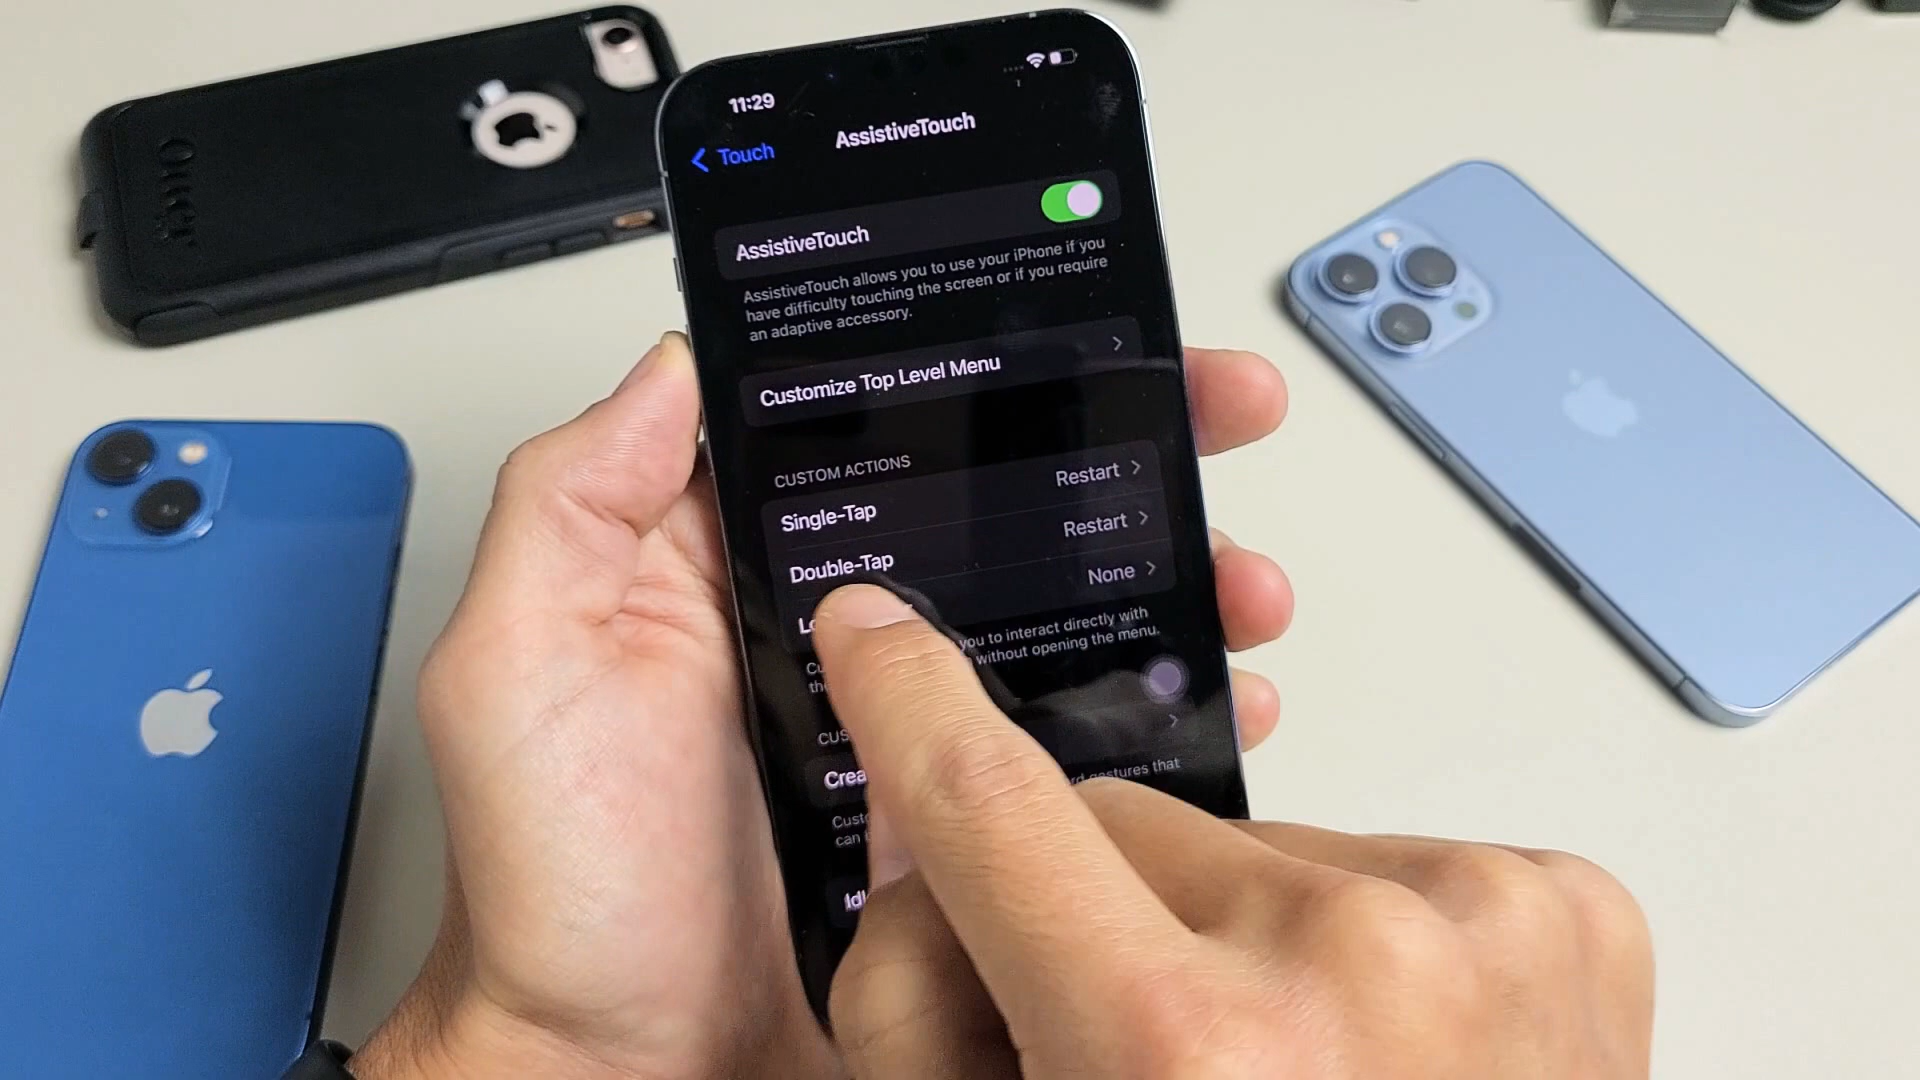 11:29
Touch
AssistiveTouch
AssistiveTouch
AssistiveTouch allows you to use your iPhone if you
have difficulty touching the screen or if you require
an adaptive accessory.
Customize Top Level Menu
CUSTOM ACTIONS
Single-Tap Restart
Double-Tap Restart
None
you to interact directly with
without opening the menu.
gestures that